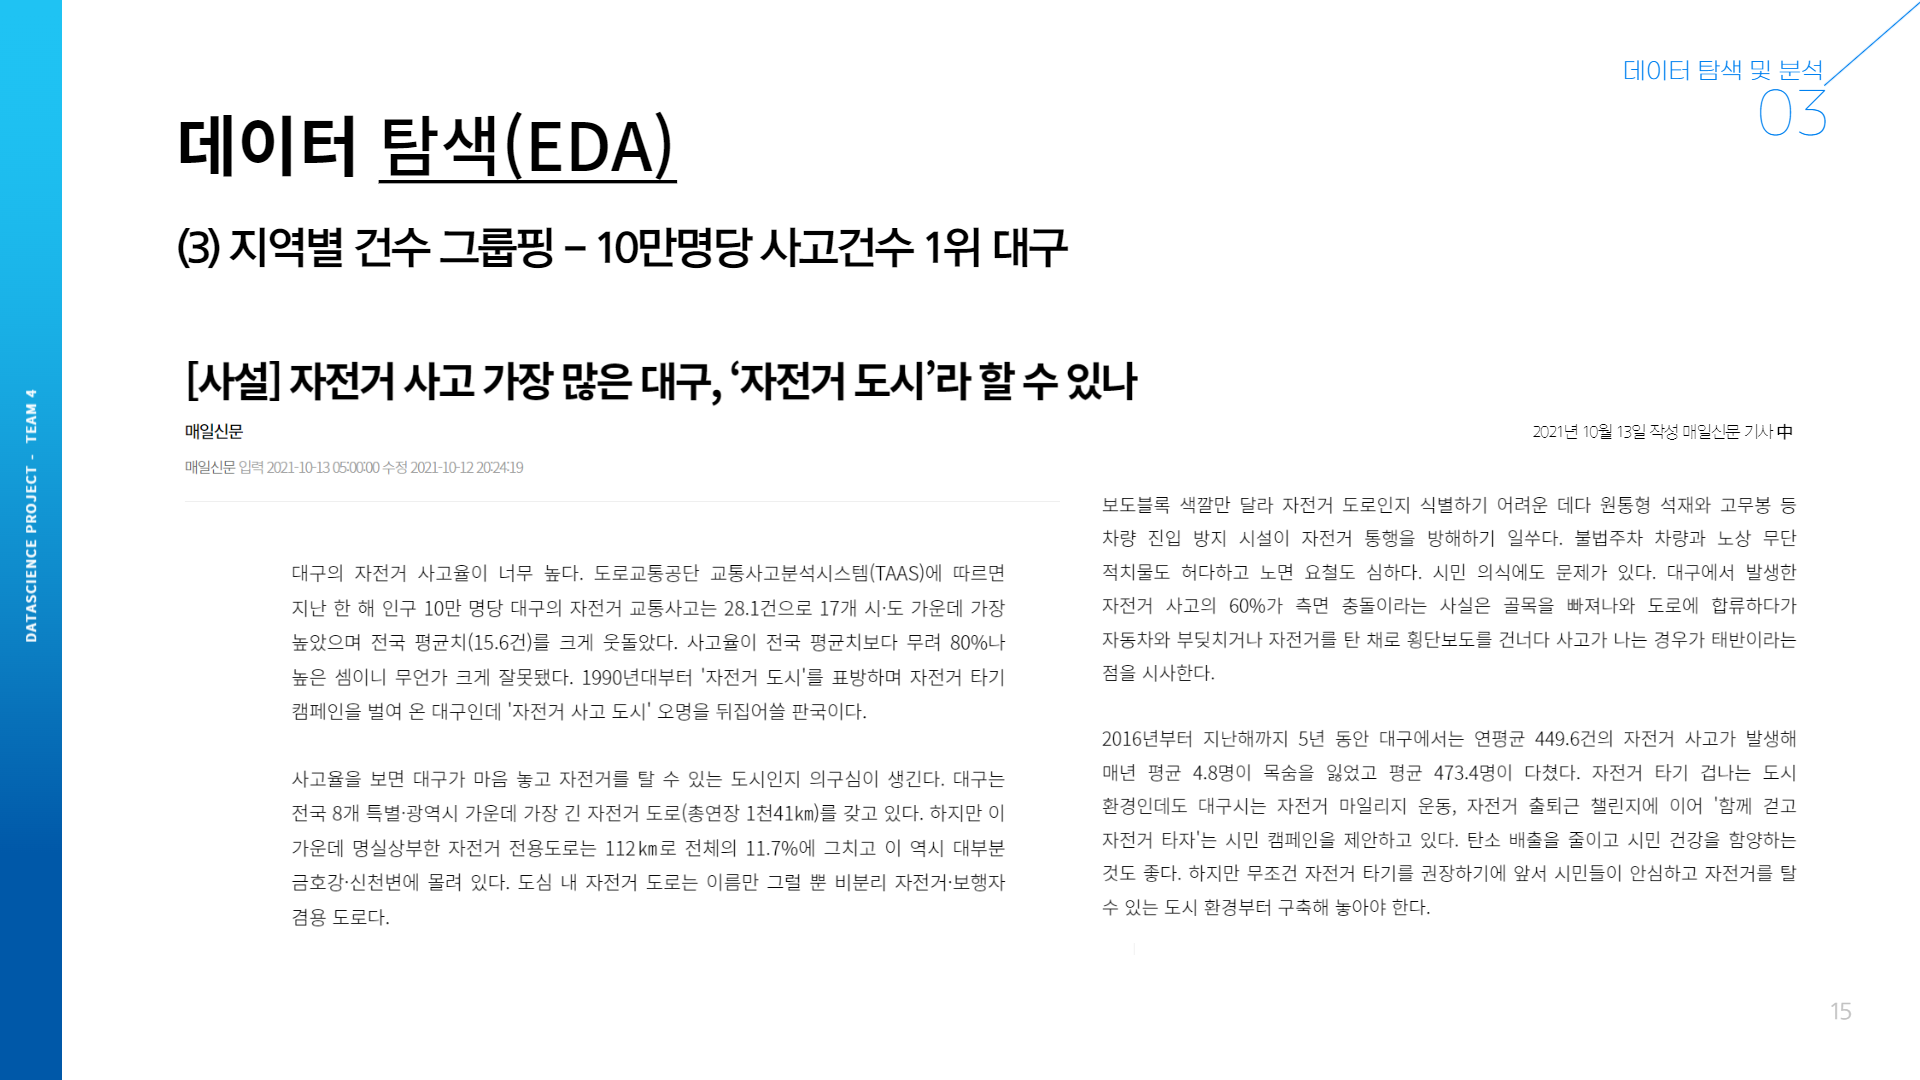 데이터 탐색 및 분석
03
데이터 탐색(EDA)
(3) 지역별 건수 그룹핑 – 10만명당 사고건수 1위 대구
[사설] 자전거 사고 가장 많은 대구, ‘자전거 도시’라 할 수 있나
매일신문
2021년 10월 13일 작성 매일신문 기사 中
매일신문 입력 2021-10-13 05:00:00 수정 2021-10-12 20:24:19
대구의 자전거 사고율이 너무 높다. 도로교통공단 교통사고분석시스템(TAAS)에 따르면
지난 한 해 인구 10만 명당 대구의 자전거 교통사고는 28.1건으로 17개 시·도 가운데 가장
높았으며 전국 평균치(15.6건)를 크게 웃돌았다. 사고율이 전국 평균치보다 무려 80%나
높은 셈이니 무언가 크게 잘못됐다. 1990년대부터 '자전거 도시'를 표방하며 자전거 타기
캠페인을 벌여 온 대구인데 '자전거 사고 도시' 오명을 뒤집어쓸 판국이다.
사고율을 보면 대구가 마음 놓고 자전거를 탈 수 있는 도시인지 의구심이 생긴다. 대구는
전국 8개 특별·광역시 가운데 가장 긴 자전거 도로(총연장 1천41㎞)를 갖고 있다. 하지만 이
가운데 명실상부한 자전거 전용도로는 112㎞로 전체의 11.7%에 그치고 이 역시 대부분
금호강·신천변에 몰려 있다. 도심 내 자전거 도로는 이름만 그럴 뿐 비분리 자전거·보행자
겸용 도로다.
보도블록 색깔만 달라 자전거 도로인지 식별하기 어려운 데다 원통형 석재와 고무봉 등
차량 진입 방지 시설이 자전거 통행을 방해하기 일쑤다. 불법주차 차량과 노상 무단
적치물도 허다하고 노면 요철도 심하다. 시민 의식에도 문제가 있다. 대구에서 발생한
자전거 사고의 60%가 측면 충돌이라는 사실은 골목을 빠져나와 도로에 합류하다가
자동차와 부딪치거나 자전거를 탄 채로 횡단보도를 건너다 사고가 나는 경우가 태반이라는
점을 시사한다.
2016년부터 지난해까지 5년 동안 대구에서는 연평균 449.6건의 자전거 사고가 발생해
매년 평균 4.8명이 목숨을 잃었고 평균 473.4명이 다쳤다. 자전거 타기 겁나는 도시
환경인데도 대구시는 자전거 마일리지 운동, 자전거 출퇴근 챌린지에 이어 '함께 걷고
자전거 타자'는 시민 캠페인을 제안하고 있다. 탄소 배출을 줄이고 시민 건강을 함양하는
것도 좋다. 하지만 무조건 자전거 타기를 권장하기에 앞서 시민들이 안심하고 자전거를 탈
수 있는 도시 환경부터 구축해 놓아야 한다.
DATASCIENCE PROJECT - TEAM 4
15